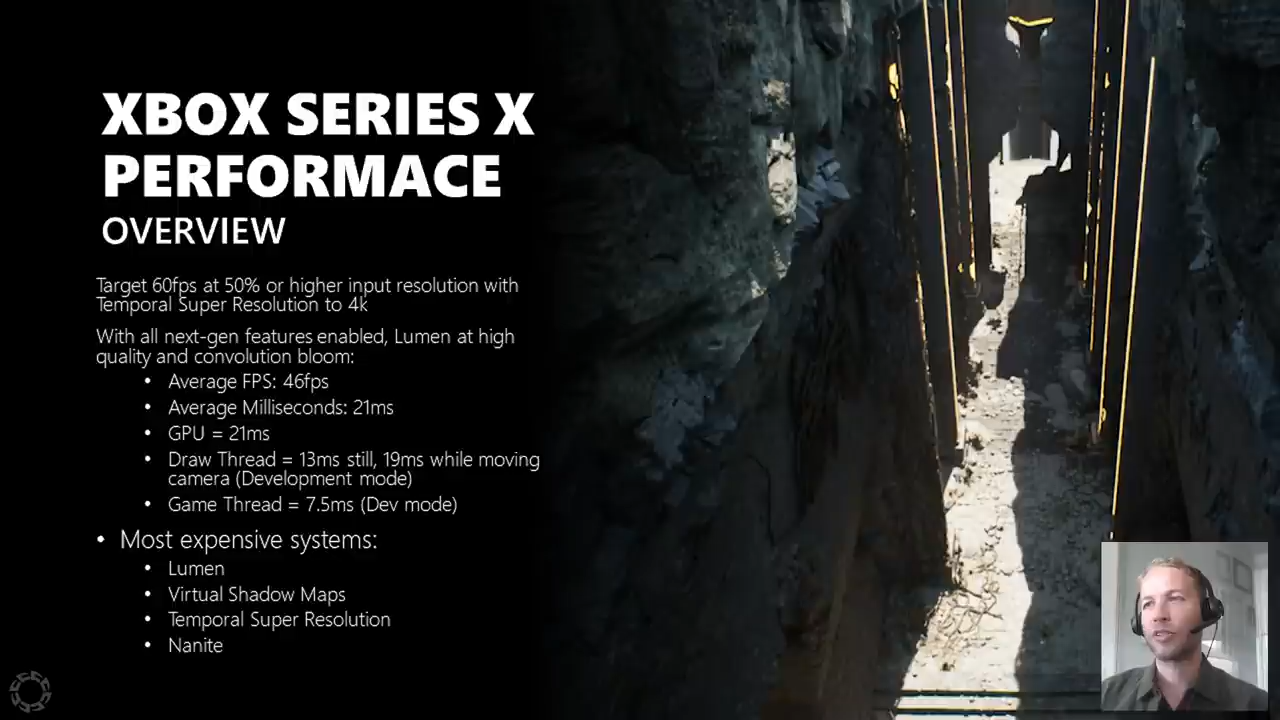 XBOX SERIES X
PERFORMACE
OVERVIEW
Target 60fps at 50% or higher input resolution with
Temporal Super Resolution to 4k
With all next-gen features enabled, Lumen at high
quality and convolution bloom:
• Average FPS: 46fps
• Average Milliseconds: 21ms
• GPU = 21ms
• Draw Thread = 13ms still, 19ms while moving
camera (Development mode)
• Game Thread = 7.5ms (Dev mode)
• Most expensive systems:
• Lumen
• Virtual Shadow Maps
• Temporal Super Resolution
• Nanite